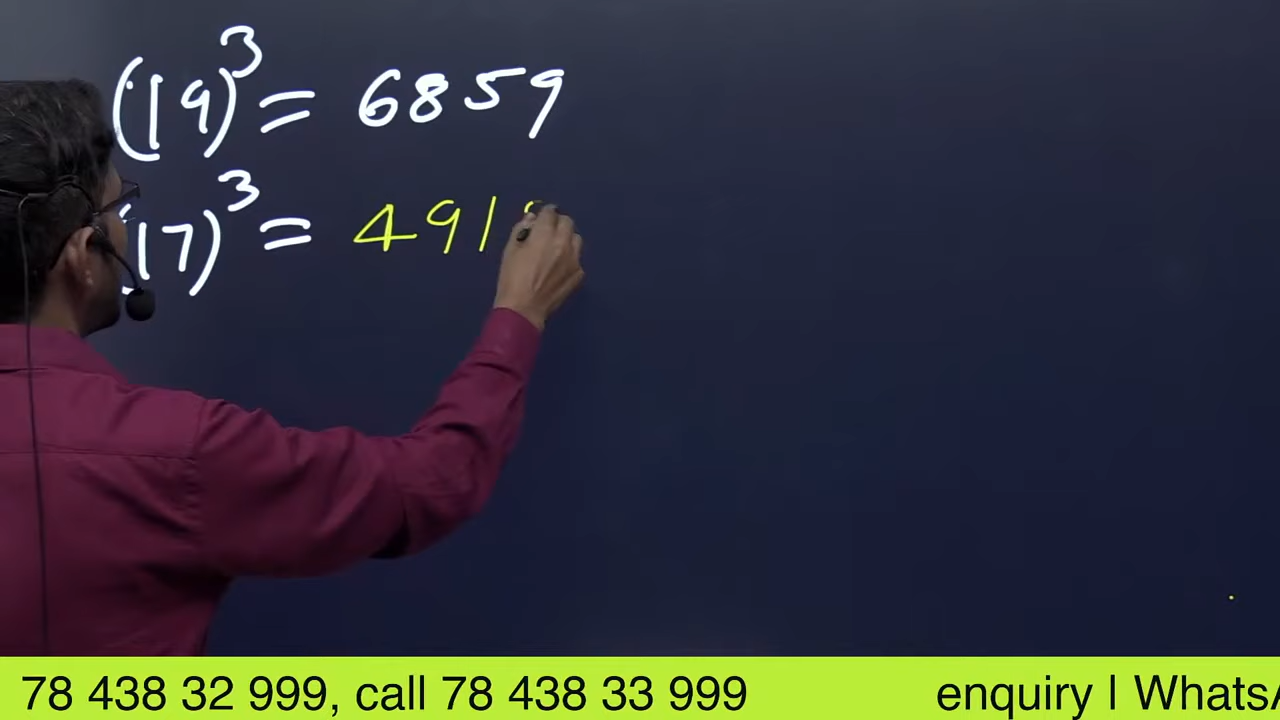 (19)³ = 6859
(17)³ = 491
78 438 32 999, call 78 438 33 999 enquiry I Whats